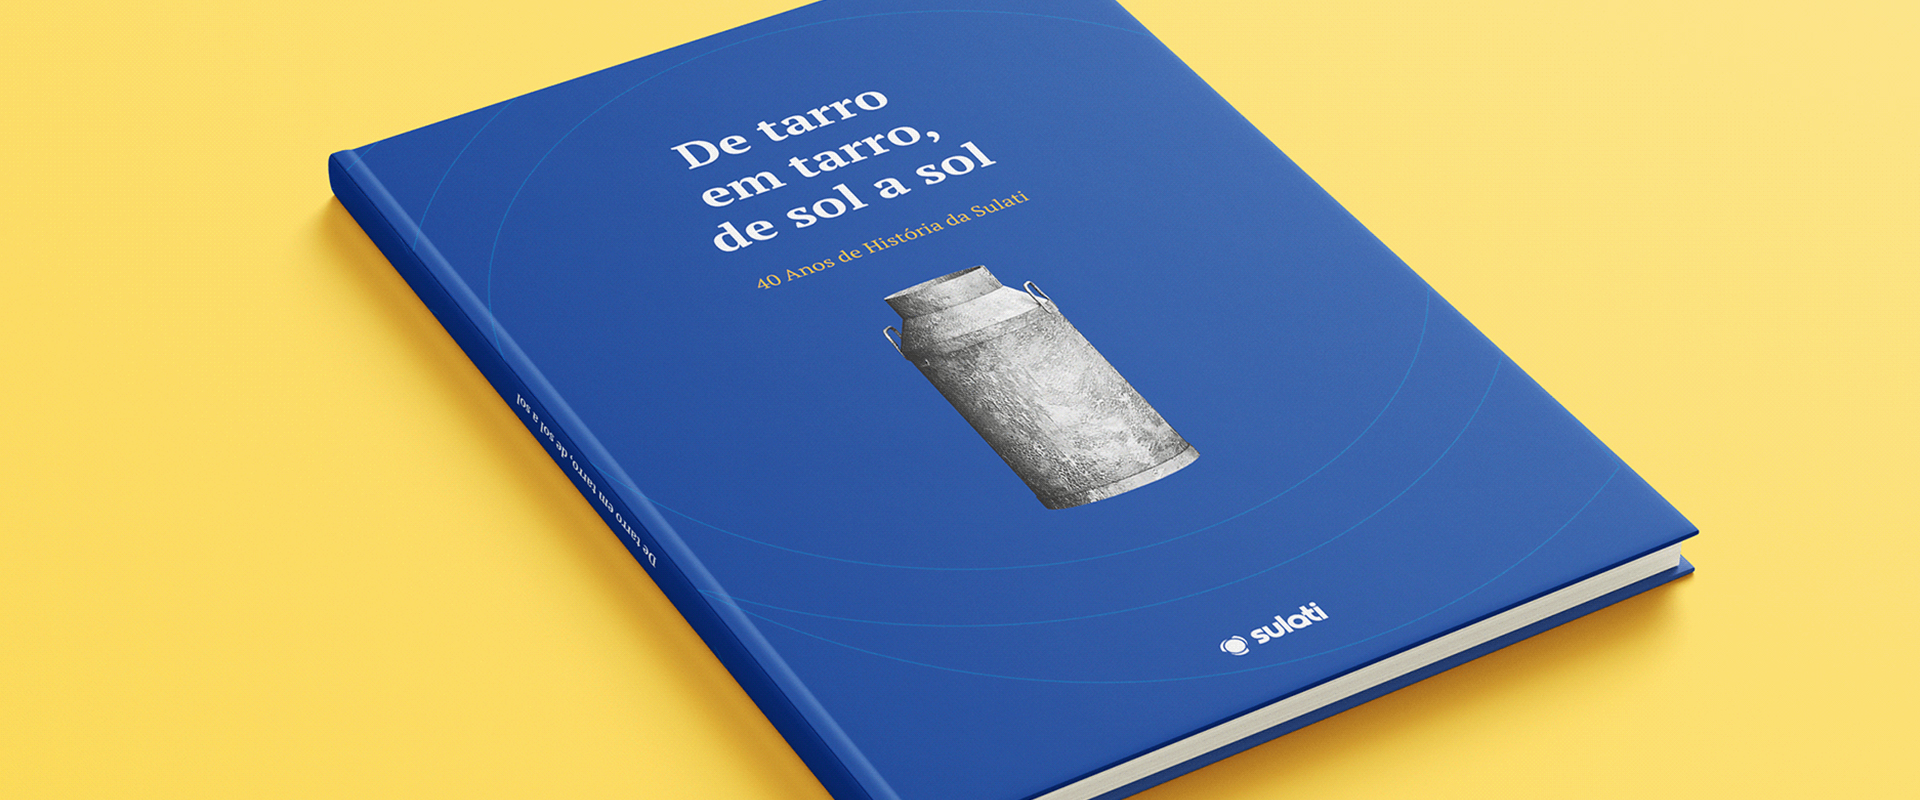 De tarro
em tarro,
de sol a sol
40 Anos de História da Sulati
sulati
De tarro em tarro, de sol a sol